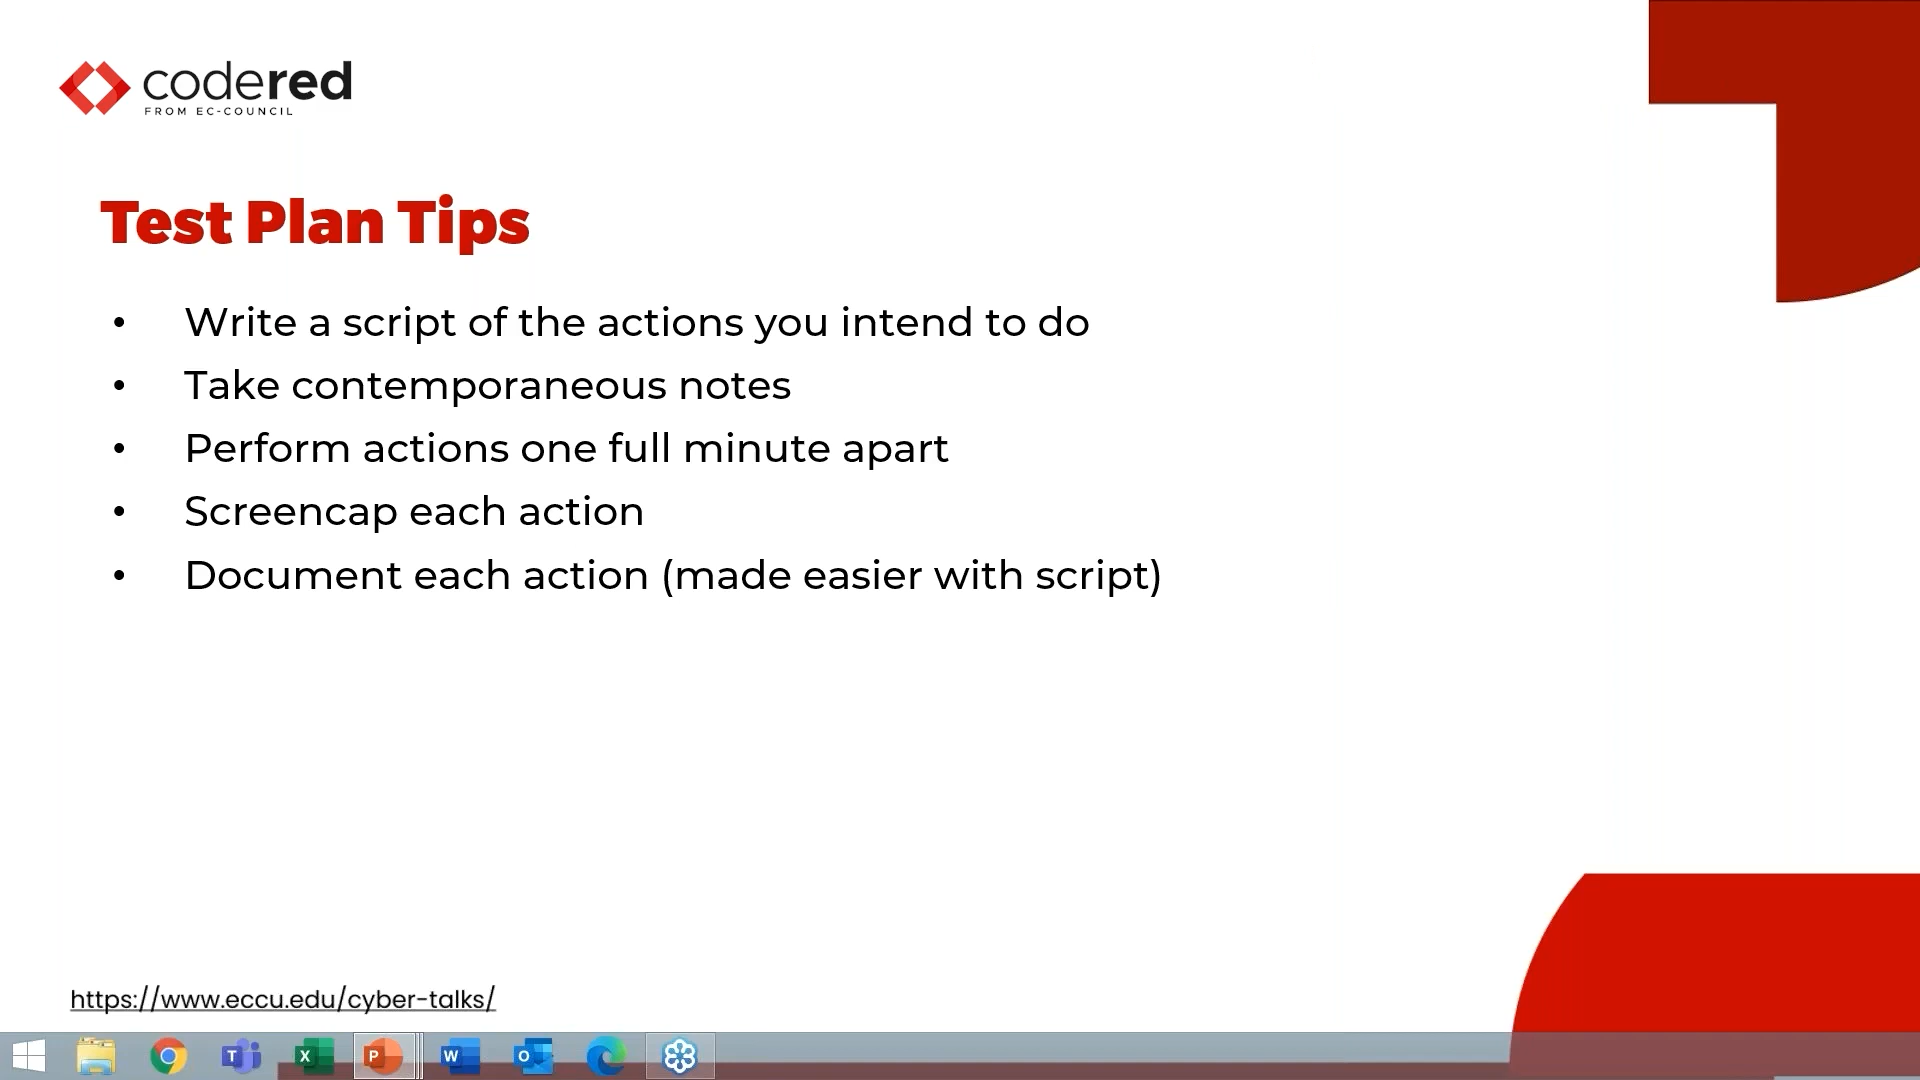 codered
FROM EC-COUNCIL
Test Plan Tips
• Write a script of the actions you intend to do
• Take contemporaneous notes
• Perform actions one full minute apart
• Screencap each action
• Document each action (made easier with script)
https://www.eccu.edu/cyber-talks/
T X P W O